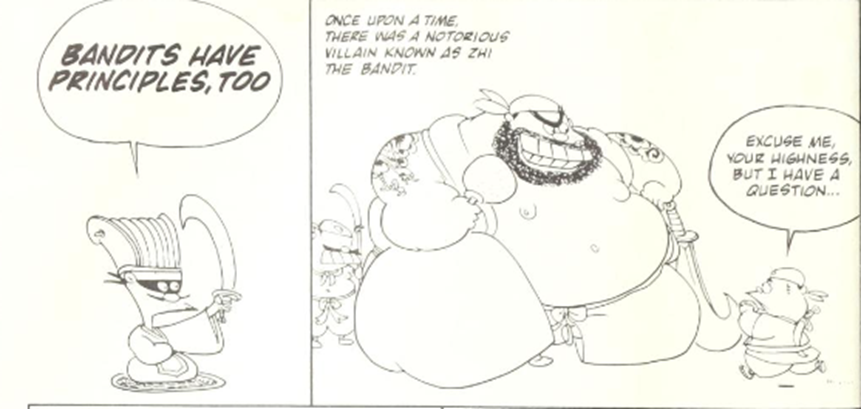 BANDITS HAVE
PRINCIPLES, TOO
ONCE UPON A TIME,
THERE WAS A NOTORIOUS
VILLAIN KNOWN AS ZHI
THE BANDIT.
EXCUSE ME,
YOUR HIGHNESS,
BUT I HAVE A
QUESTION...